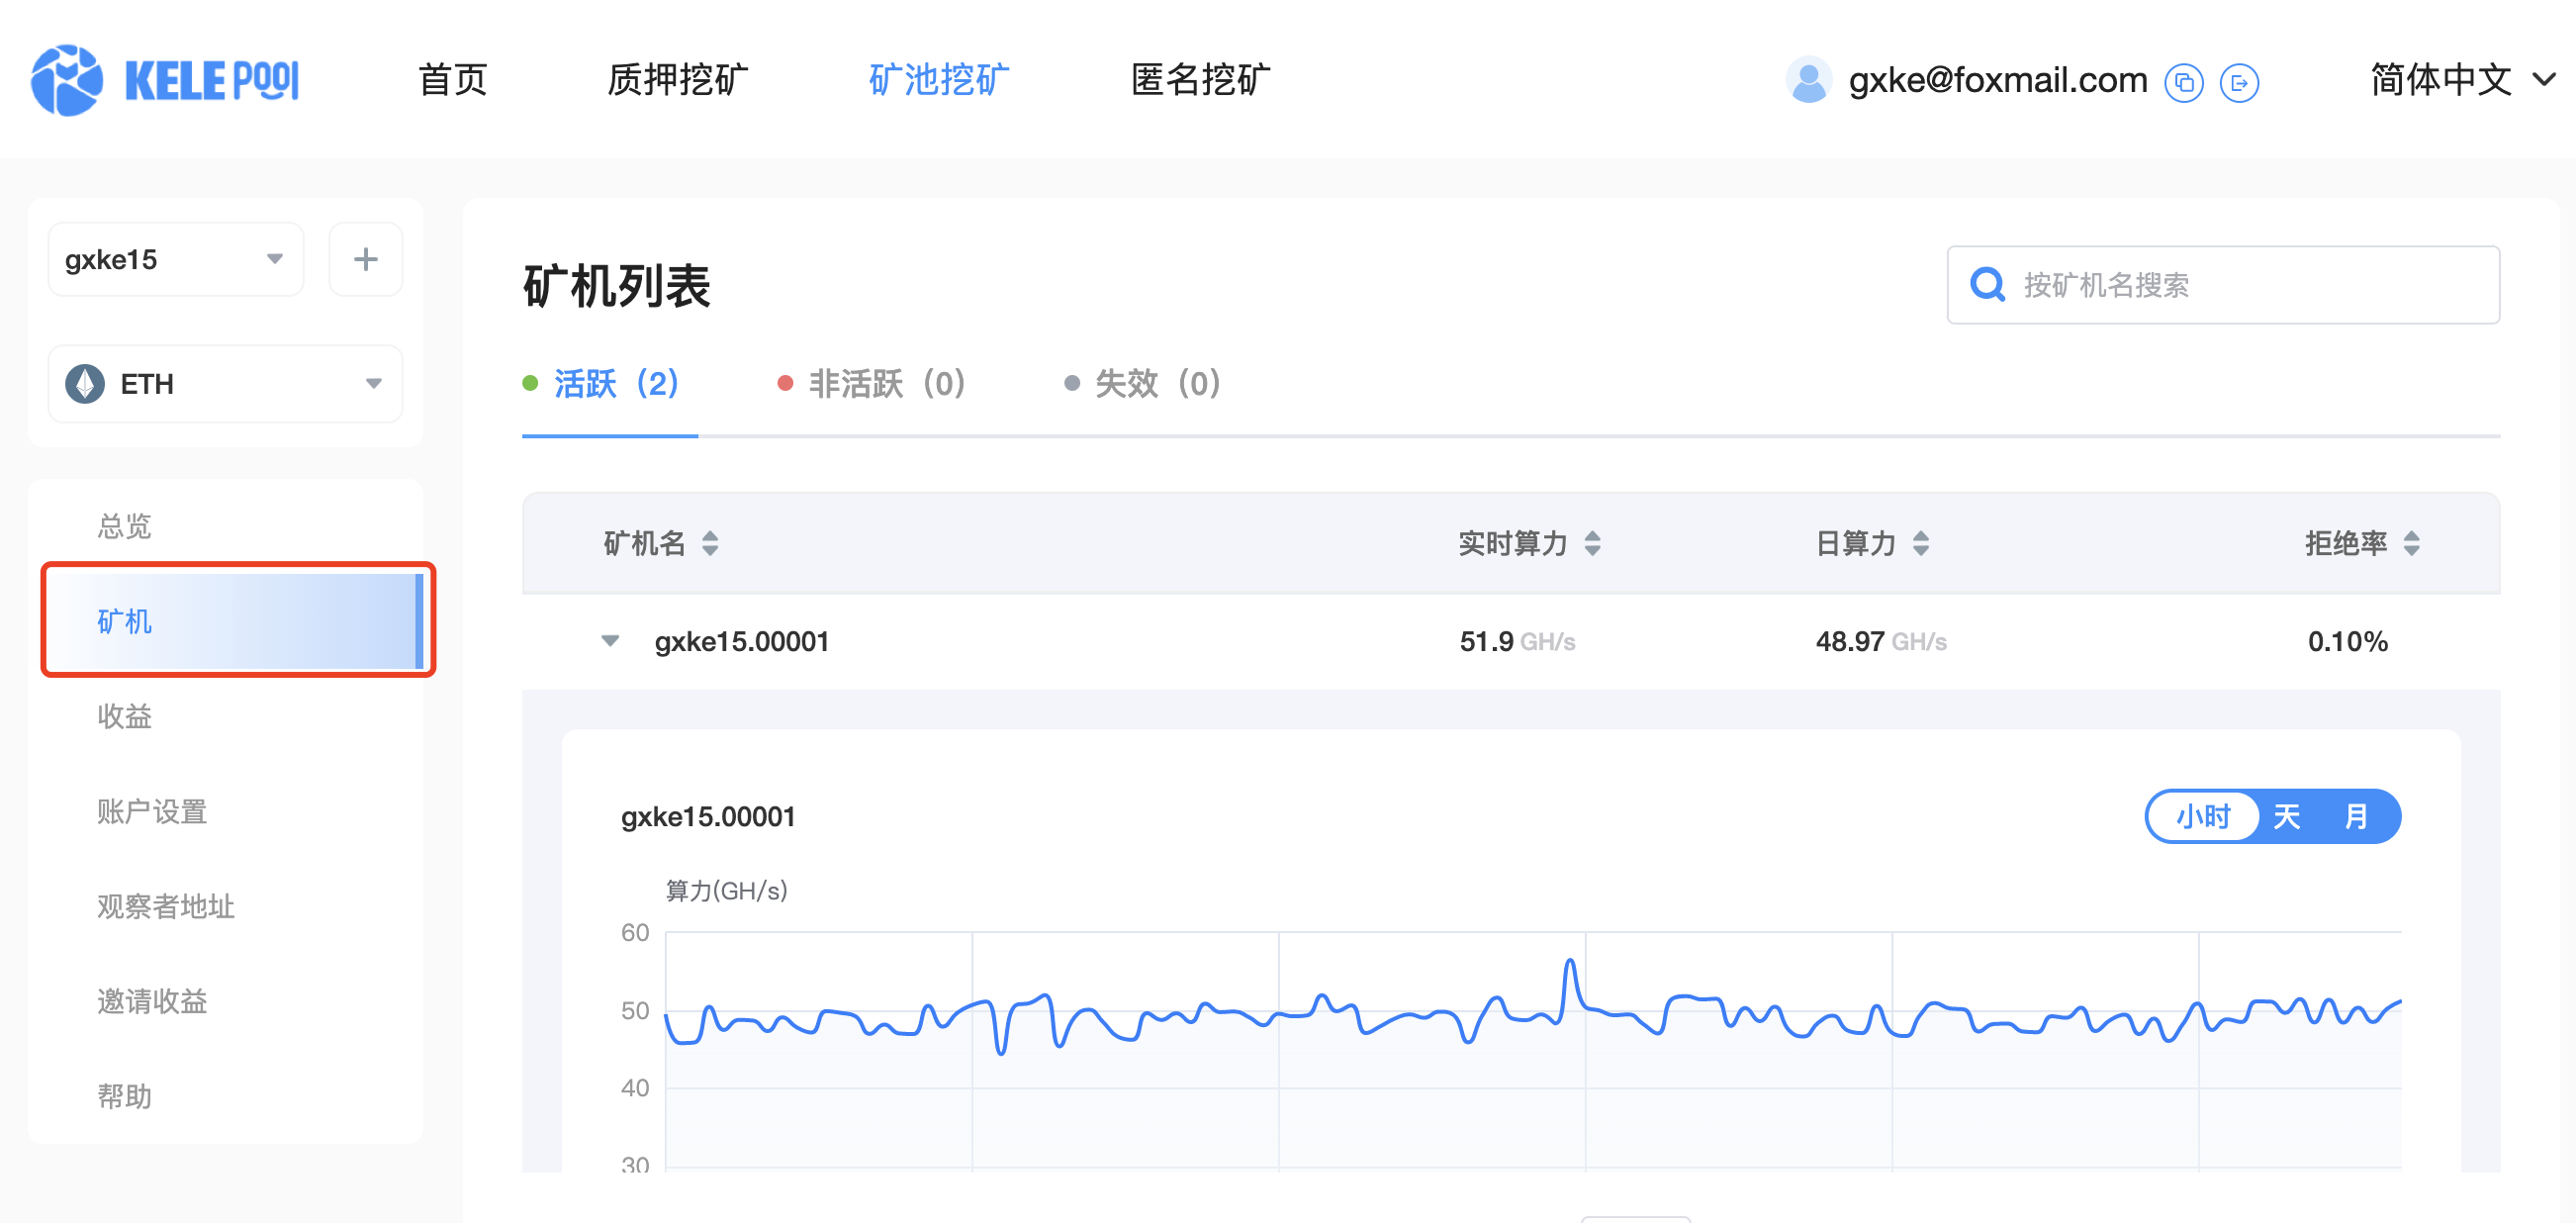 KELE POOl
首页
质押挖矿
矿池挖矿
匿名挖矿
gxke@foxmail.com
简体中文
gxke15
ETH
总览
矿机
收益
账户设置
观察者地址
邀请收益
帮助
矿机列表
按矿机名搜索
活跃（2）
非活跃（0）
失效（0）
矿机名 实时算力 日算力 拒绝率
gxke15.00001 51.9 GH/s 48.97 GH/s 0.10%
gxke15.00001
小时 天 月
算力(GH/s)
60
50
40
30